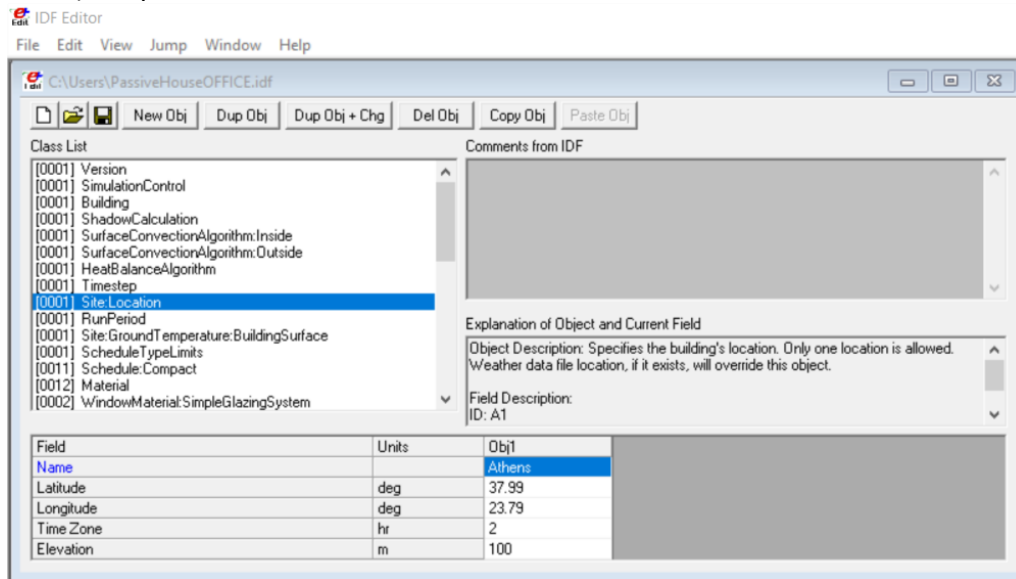 IDF Editor
File Edit View Jump Window Help
C:\Users\PassiveHouseOFFICE.idf
New Obj Dup Obj Dup Obj + Chg Del Obj Copy Obj Paste Obj
Class List
[0001] Version
[0001] SimulationControl
[0001] Building
[0001] ShadowCalculation
[0001] SurfaceConvectionAlgorithm:Inside
[0001] SurfaceConvectionAlgorithm:Outside
[0001] HeatBalanceAlgorithm
[0001] Timestep
[0001] Site:Location
[0001] RunPeriod
[0001] Site:GroundTemperature:BuildingSurface
[0001] ScheduleTypeLimits
[0011] Schedule:Compact
[0012] Material
[0002] WindowMaterial:SimpleGlazingSystem
Comments from IDF
Explanation of Object and Current Field
Object Description: Specifies the building's location. Only one location is allowed.
Weather data file location, if it exists, will override this object.
Field Description:
ID: A1
Field Units Obj1
Name Athens
Latitude deg 37.99
Longitude deg 23.79
Time Zone hr 2
Elevation m 100